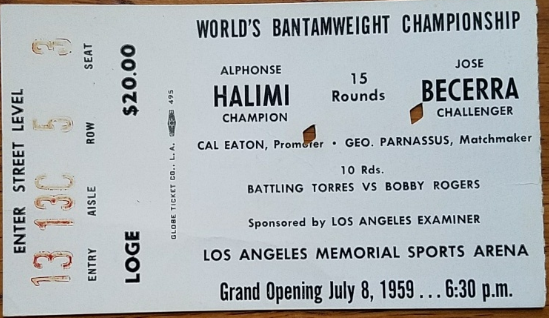 WORLD'S BANTAMWEIGHT CHAMPIONSHIP
ALPHONSE
HALIMI
CHAMPION
15
Rounds
JOSE
BECERRA
CHALLENGER
CAL EATON, Promoter • GEO. PARNASSUS, Matchmaker
10 Rds.
BATTLING TORRES VS BOBBY ROGERS
Sponsored by LOS ANGELES EXAMINER
LOS ANGELES MEMORIAL SPORTS ARENA
Grand Opening July 8, 1959 . . . 6:30 p.m.
ENTER STREET LEVEL
13 13C 5 3
ENTRY AISLE ROW SEAT
LOGE $20.00
GLOBE TICKET CO., L.A. 495